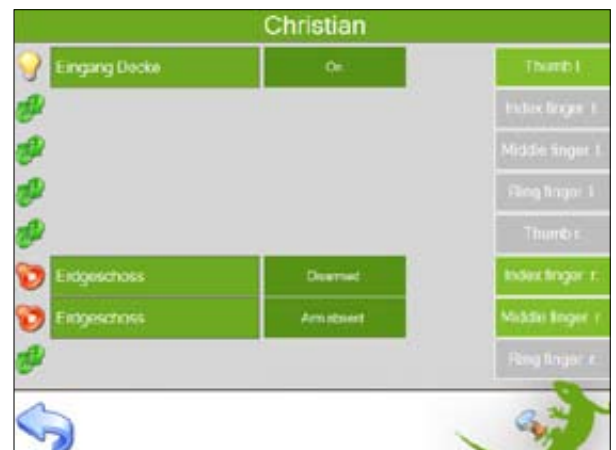 Christian
Eingang Decke On Thumb l.
Index finger l.
Middle finger l.
Ring finger l.
Thumb r.
Erdgeschoss Disarmed Index finger r.
Erdgeschoss Arm absent Middle finger r.
Ring finger r.